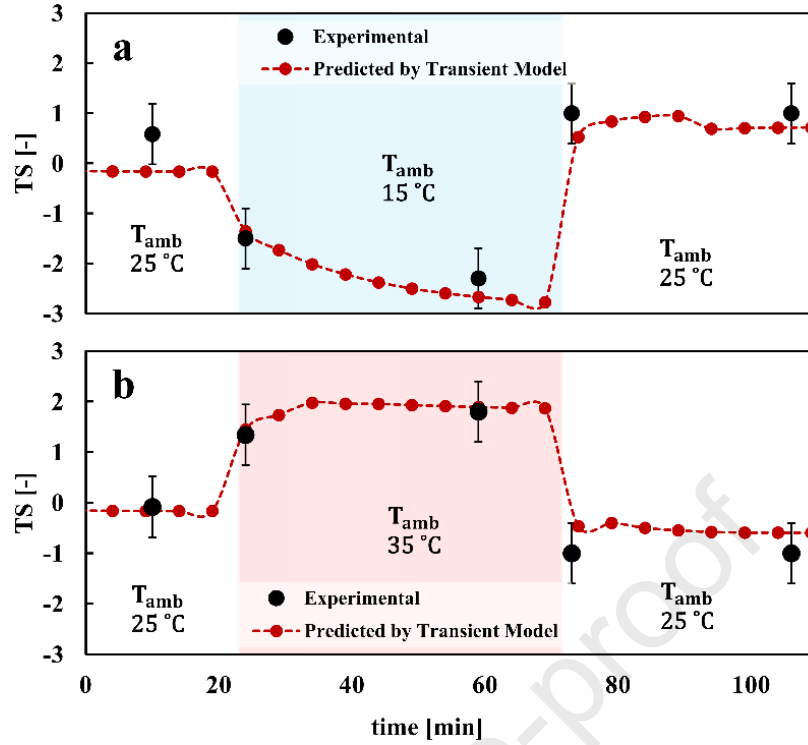 a
Experimental
Predicted by Transient Model
3
2
1
0
-1
-2
-3
TS [-]
Tamb
25 °C
Tamb
15 °C
Tamb
25 °C
b
3
2
1
0
-1
-2
-3
TS [-]
Tamb
25 °C
Tamb
35 °C
Tamb
25 °C
Experimental
Predicted by Transient Model
0
20
40
60
80
100
time [min]
-proof